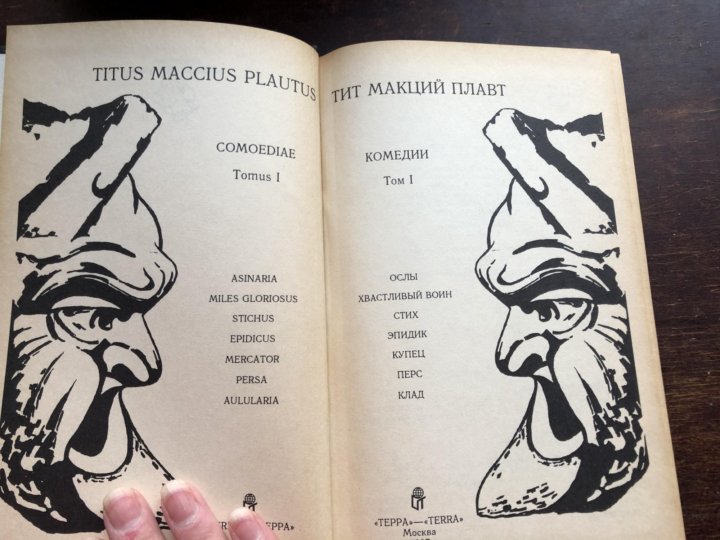 TITUS MACCIUS PLAUTUS
COMOEDIAE
Tomus I
ASINARIA
MILES GLORIOSUS
STICHUS
EPIDICUS
MERCATOR
PERSA
AULULARIA
ТИТ МАКЦИЙ ПЛАВТ
КОМЕДИИ
Том I
ОСЛЫ
ХВАСТЛИВЫЙ ВОИН
СТИХ
ЭПИДИК
КУПЕЦ
ПЕРС
КЛАД
«ТЕРРА»—«TERRA»
Москва